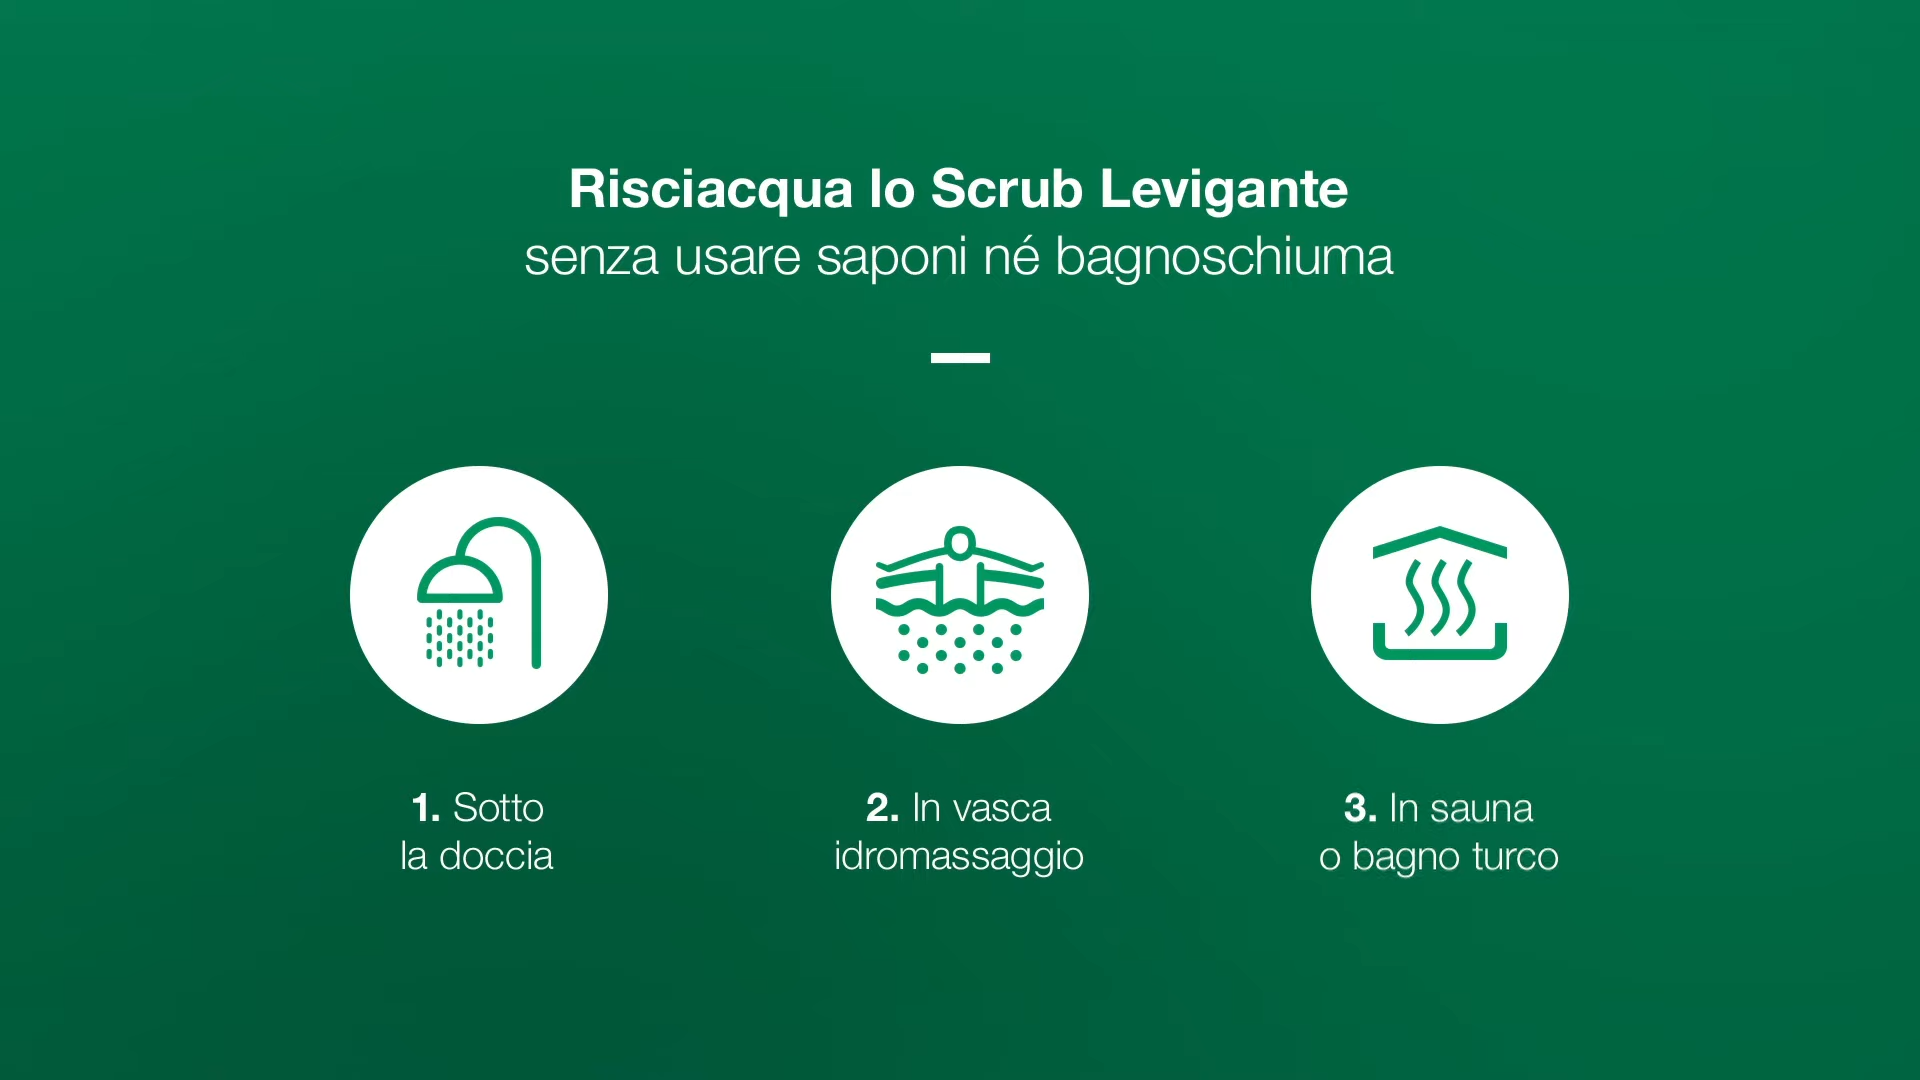 Risciacqua lo Scrub Levigante
senza usare saponi né bagnoschiuma
1. Sotto
la doccia
2. In vasca
idromassaggio
3. In sauna
o bagno turco